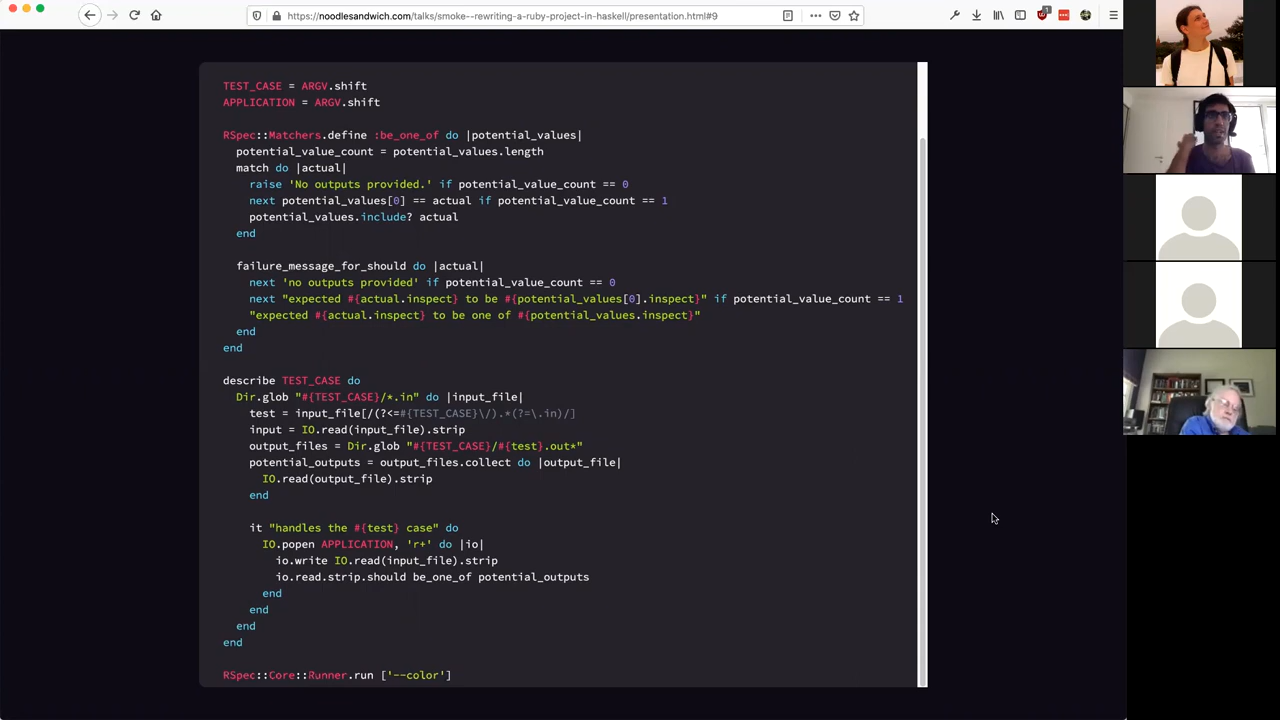 https://noodlesandwich.com/talks/smoke--rewriting-a-ruby-project-in-haskell/presentation.html#9
TEST_CASE = ARGV.shift
APPLICATION = ARGV.shift
RSpec::Matchers.define :be_one_of do |potential_values|
potential_value_count = potential_values.length
match do |actual|
raise 'No outputs provided.' if potential_value_count == 0
next potential_values[0] == actual if potential_value_count == 1
potential_values.include? actual
end
failure_message_for_should do |actual|
next 'no outputs provided' if potential_value_count == 0
next "expected #{actual.inspect} to be #{potential_values[0].inspect}" if potential_value_count == 1
"expected #{actual.inspect} to be one of #{potential_values.inspect}"
end
end
describe TEST_CASE do
Dir.glob "#{TEST_CASE}/*.in" do |input_file|
test = input_file[/(?<=#{TEST_CASE}\/).*(?=\.in)/]
input = IO.read(input_file).strip
output_files = Dir.glob "#{TEST_CASE}/#{test}.out*"
potential_outputs = output_files.collect do |output_file|
IO.read(output_file).strip
end
it "handles the #{test} case" do
IO.popen APPLICATION, 'r+' do |io|
io.write IO.read(input_file).strip
io.read.strip.should be_one_of potential_outputs
end
end
end
end
RSpec::Core::Runner.run ['--color']